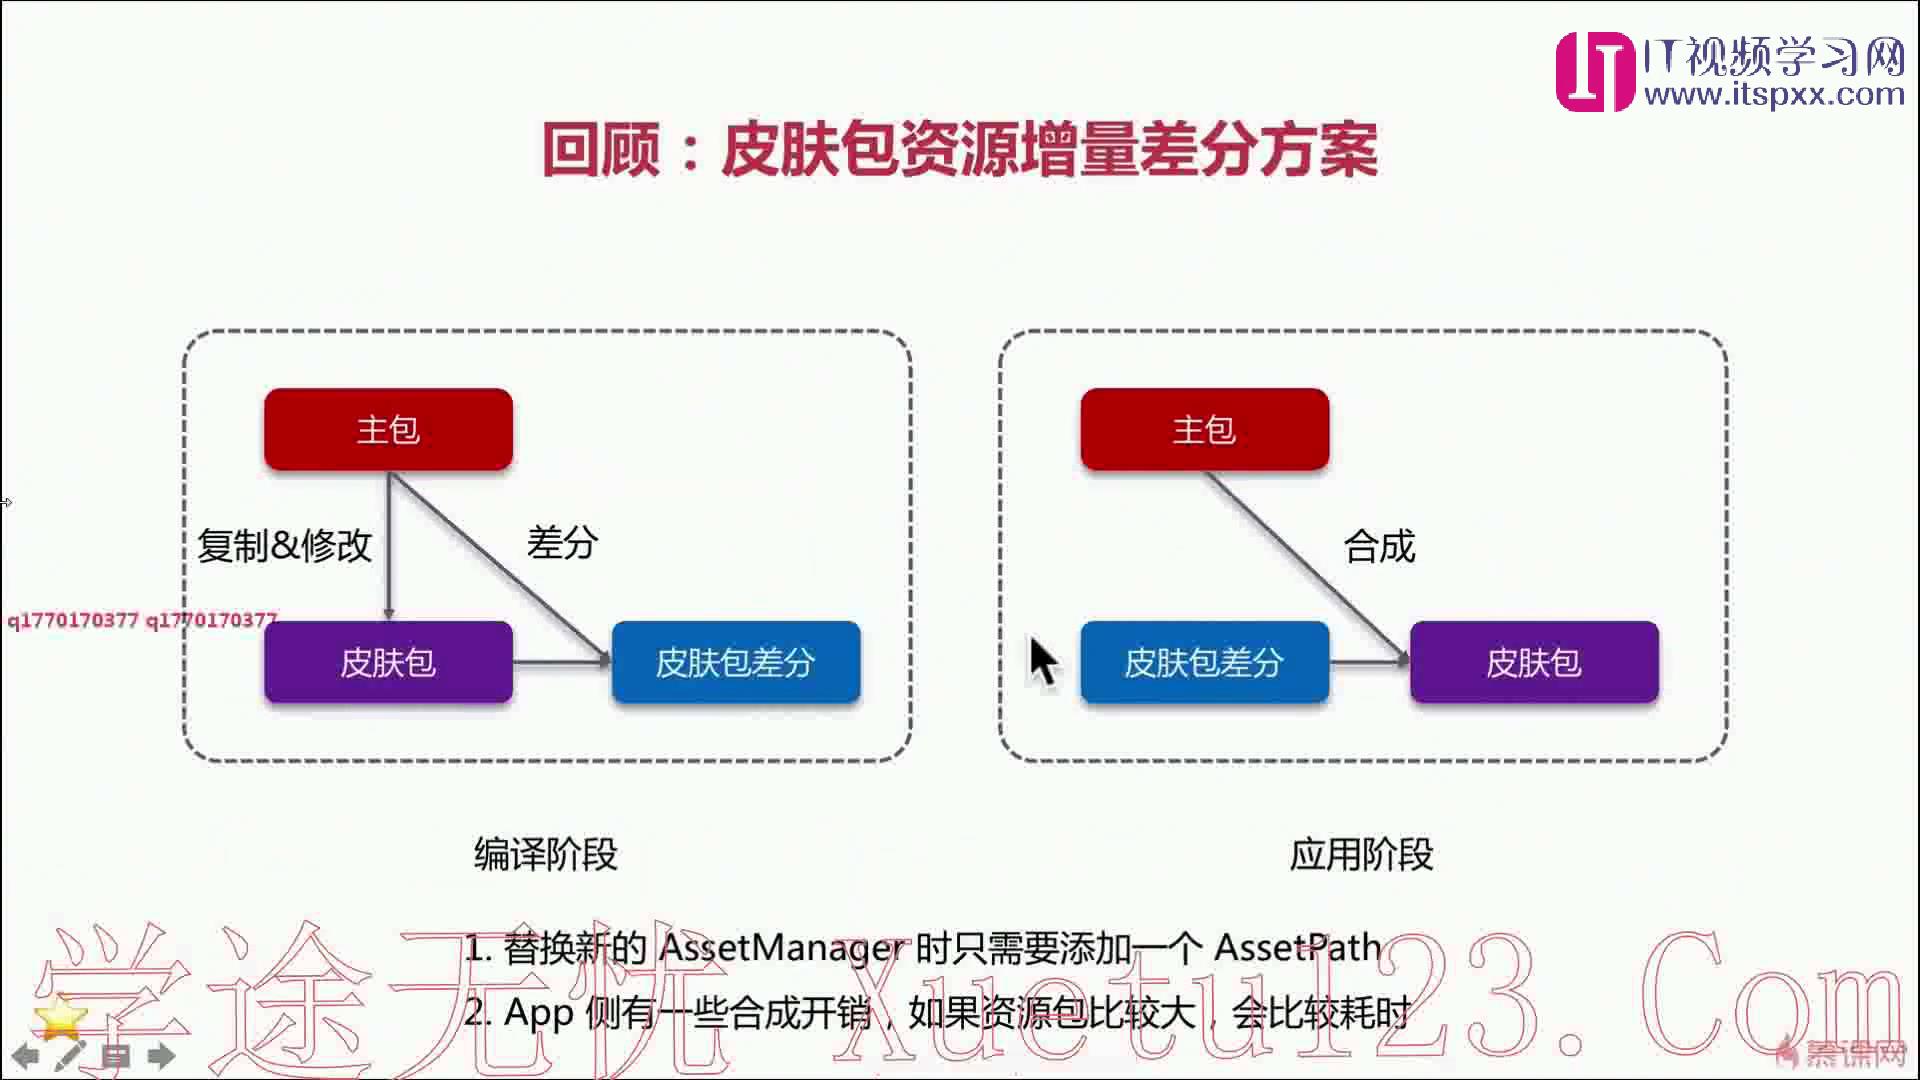 IT视频学习网
www.itspxx.com
回顾：皮肤包资源增量差分方案
主包
复制&修改
差分
皮肤包
皮肤包差分
编译阶段
主包
合成
皮肤包差分
皮肤包
应用阶段
q1770170377 q1770170377
1. 替换新的 AssetManager 时只需要添加一个 AssetPath
2. App 侧有一些合成开销，如果资源包比较大，会比较耗时
学途无忧 Xuetu123.Com
慕课网